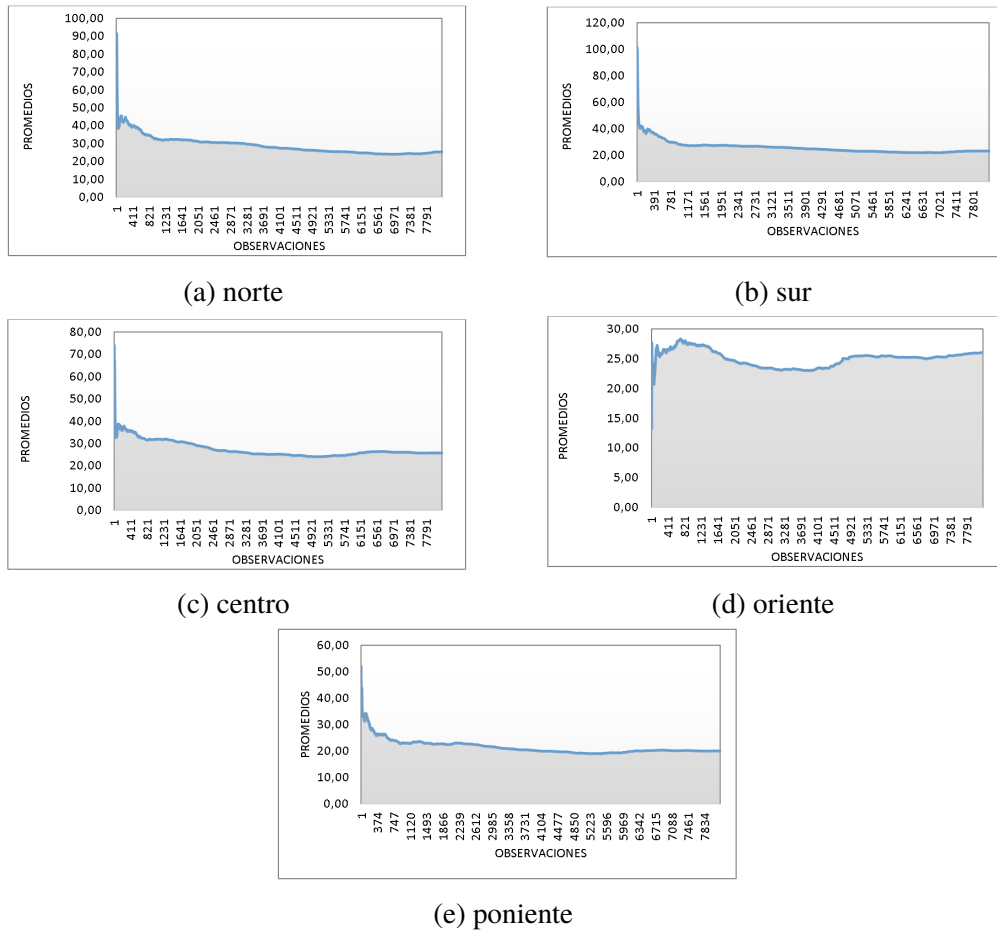 100,00
90,00
80,00
70,00
60,00
50,00
40,00
30,00
20,00
10,00
0,00
PROMEDIOS
1 411 821 1231 1641 2051 2461 2871 3281 3691 4101 4511 4921 5331 5741 6151 6561 6971 7381 7791
OBSERVACIONES
(a) norte
120,00
100,00
80,00
60,00
40,00
20,00
0,00
PROMEDIOS
1 391 781 1171 1561 1951 2341 2731 3121 3511 3901 4291 4681 5071 5461 5851 6241 6631 7021 7411 7801
OBSERVACIONES
(b) sur
80,00
70,00
60,00
50,00
40,00
30,00
20,00
10,00
0,00
PROMEDIOS
1 411 821 1231 1641 2051 2461 2871 3281 3691 4101 4511 4921 5331 5741 6151 6561 6971 7381 7791
OBSERVACIONES
(c) centro
30,00
25,00
20,00
15,00
10,00
5,00
0,00
PROMEDIOS
1 411 821 1231 1641 2051 2461 2871 3281 3691 4101 4511 4921 5331 5741 6151 6561 6971 7381 7791
OBSERVACIONES
(d) oriente
60,00
50,00
40,00
30,00
20,00
10,00
0,00
PROMEDIOS
1 374 747 1120 1493 1866 2239 2612 2985 3358 3731 4104 4477 4850 5223 5596 5969 6342 6715 7088 7461 7834
OBSERVACIONES
(e) poniente